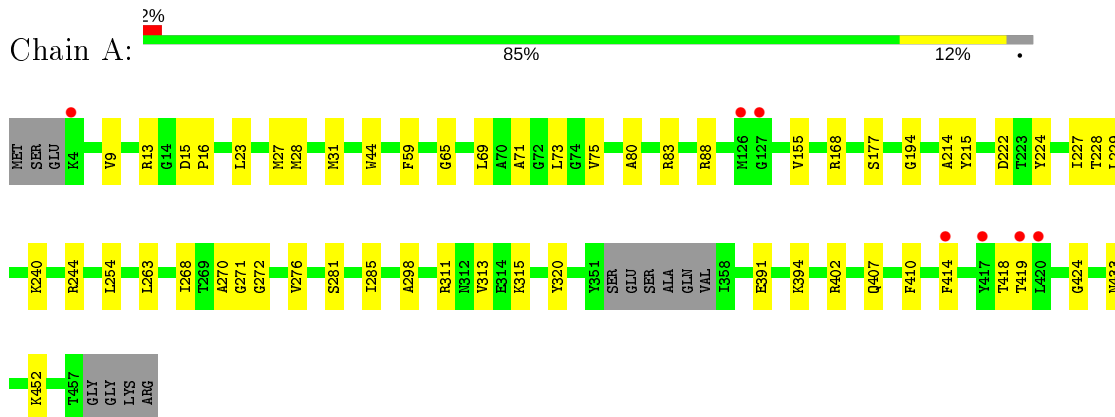 2%
Chain A:
85% 12% •
MET SER GLU K4 V9 R13 G14 D15 P16 L23 M27 M28 M31 W44 F59 G65 L69 A70 A71 G72 L73 G74 V75 A80 R83 R88 M126 G127 V155 R168 S177 G194 A214 Y215 D222 T223 Y224 I227 T228
K240 R244 L254 L263 I268 T269 A270 G271 G272 V276 S281 I285 A298 R311 N312 V313 E314 K315 Y320 Y351 SER GLU SER ALA GLN VAL I358 E391 K394 R402 Q407 F410 F414 Y417 T418 T419 L420 G424
K452 T457 GLY GLY LYS ARG